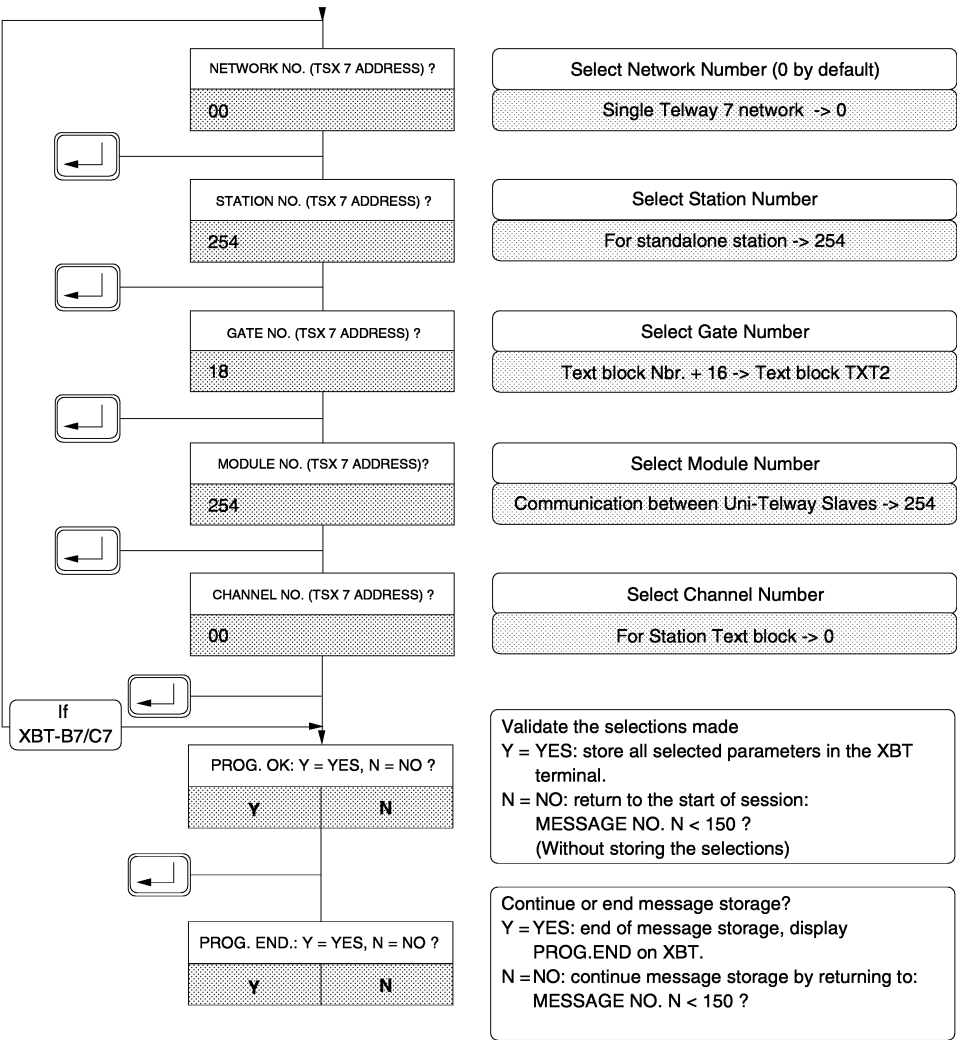 NETWORK NO. (TSX 7 ADDRESS) ?
00
Select Network Number (0 by default)
Single Telway 7 network -> 0
STATION NO. (TSX 7 ADDRESS) ?
254
Select Station Number
For standalone station -> 254
GATE NO. (TSX 7 ADDRESS) ?
18
Select Gate Number
Text block Nbr. + 16 -> Text block TXT2
MODULE NO. (TSX 7 ADDRESS)?
254
Select Module Number
Communication between Uni-Telway Slaves -> 254
CHANNEL NO. (TSX 7 ADDRESS) ?
00
Select Channel Number
For Station Text block -> 0
If
XBT-B7/C7
PROG. OK: Y = YES, N = NO ?
Y N
Validate the selections made
Y = YES: store all selected parameters in the XBT
terminal.
N = NO: return to the start of session:
MESSAGE NO. N < 150 ?
(Without storing the selections)
PROG. END.: Y = YES, N = NO ?
Y N
Continue or end message storage?
Y = YES: end of message storage, display
PROG.END on XBT.
N =NO: continue message storage by returning to:
MESSAGE NO. N < 150 ?